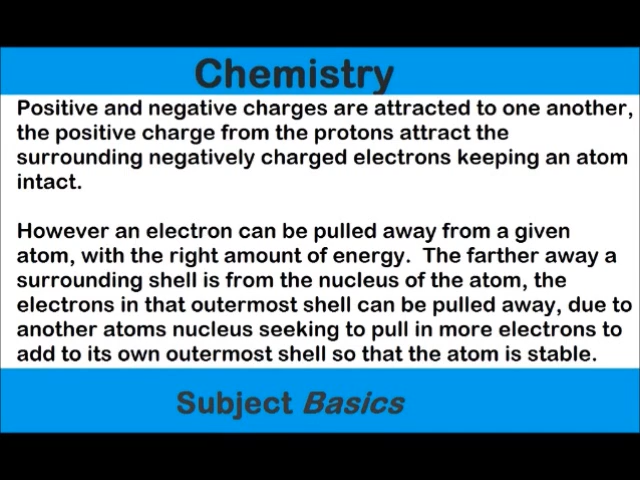 Chemistry
Positive and negative charges are attracted to one another,
the positive charge from the protons attract the
surrounding negatively charged electrons keeping an atom
intact.
However an electron can be pulled away from a given
atom, with the right amount of energy.  The farther away a
surrounding shell is from the nucleus of the atom, the
electrons in that outermost shell can be pulled away, due to
another atoms nucleus seeking to pull in more electrons to
add to its own outermost shell so that the atom is stable.
Subject Basics